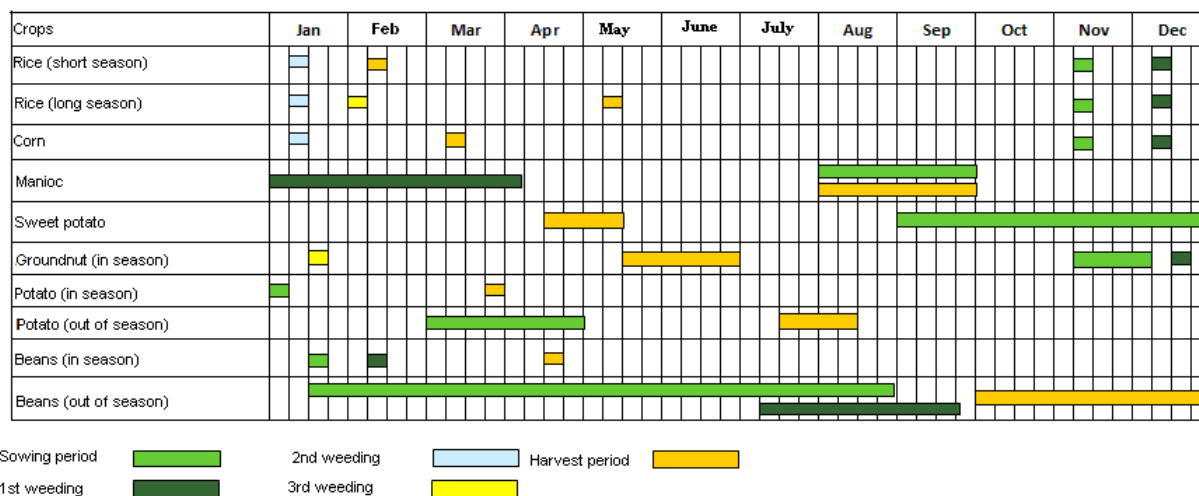 Crops Jan Feb Mar Apr May June July Aug Sep Oct Nov Dec
Rice (short season)
Rice (long season)
Corn
Manioc
Sweet potato
Groundnut (in season)
Potato (in season)
Potato (out of season)
Beans (in season)
Beans (out of season)
Sowing period 2nd weeding Harvest period
1st weeding 3rd weeding